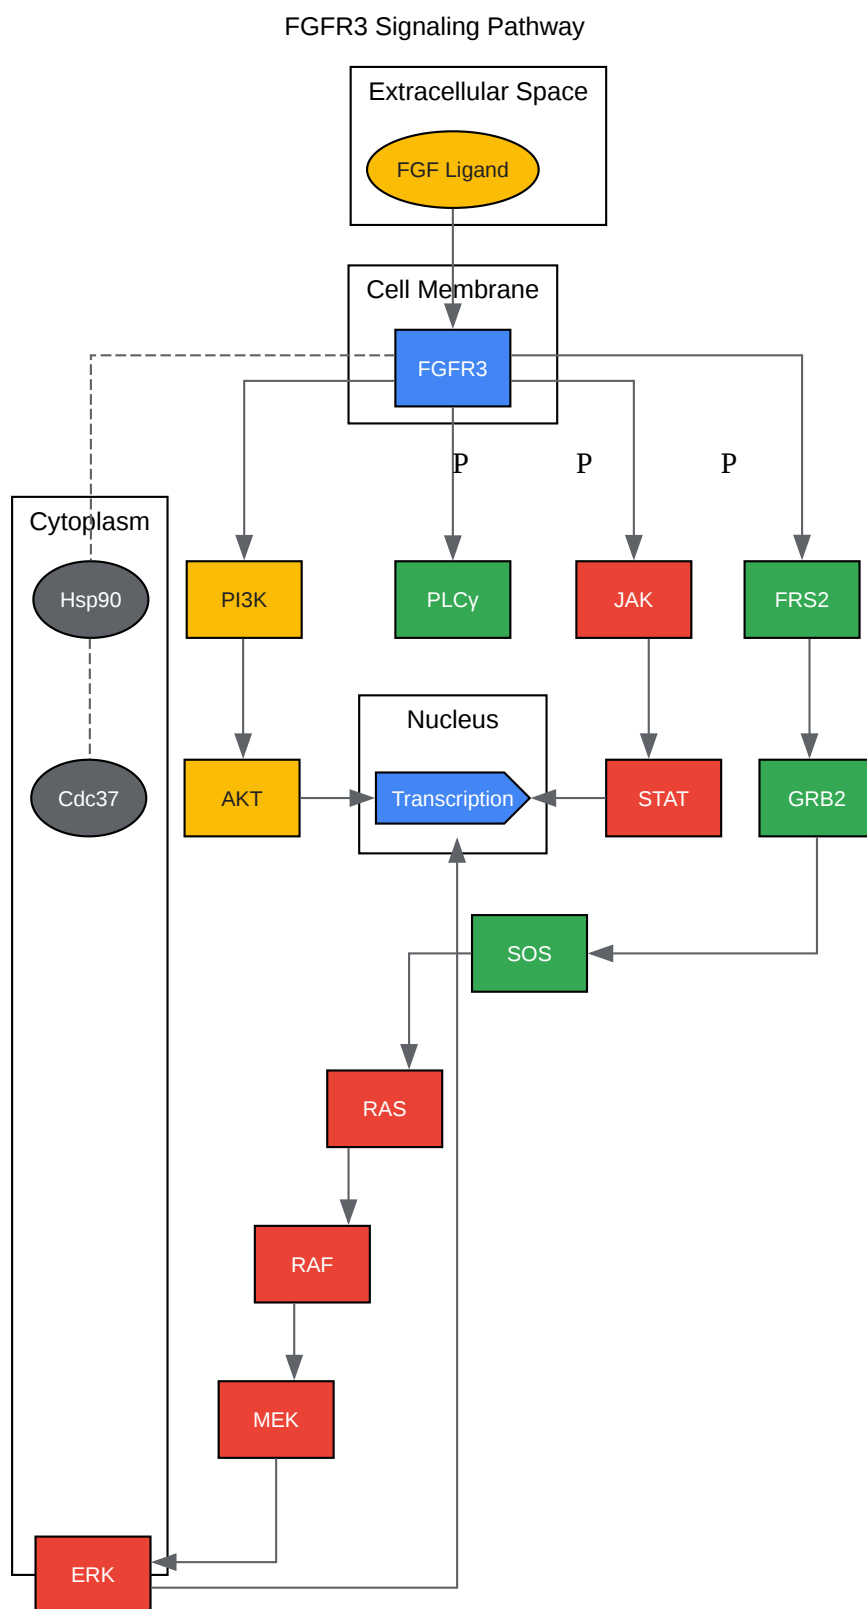 FGFR3 Signaling Pathway
Extracellular Space
FGF Ligand
Cell Membrane
FGFR3
P P P
Cytoplasm
Hsp90 PI3K PLCγ JAK FRS2
Nucleus
Cdc37 AKT Transcription STAT GRB2
SOS
RAS
RAF
MEK
ERK